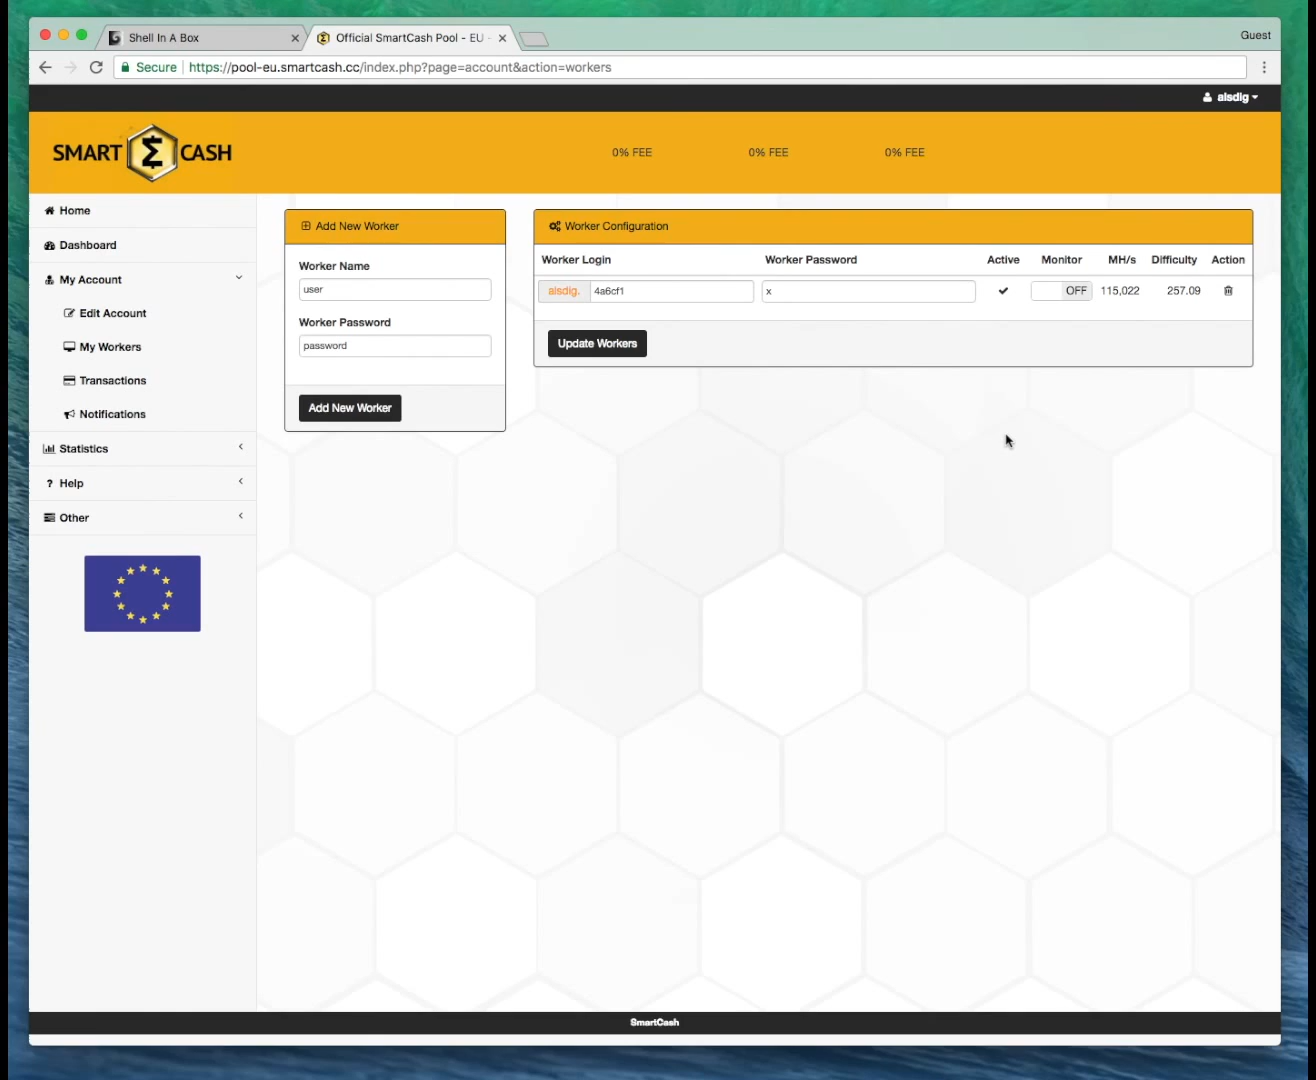 Shell In A Box
Official SmartCash Pool - EU -
Guest
Secure https://pool-eu.smartcash.cc/index.php?page=account&action=workers
alsdig
SMART CASH
0% FEE 0% FEE 0% FEE
Home
Dashboard
My Account
Edit Account
My Workers
Transactions
Notifications
Statistics
? Help
Other
Add New Worker
Worker Name
user
Worker Password
password
Add New Worker
Worker Configuration
Worker Login Worker Password Active Monitor MH/s Difficulty Action
alsdig. 4a6cf1 x OFF 115,022 257.09
Update Workers
SmartCash